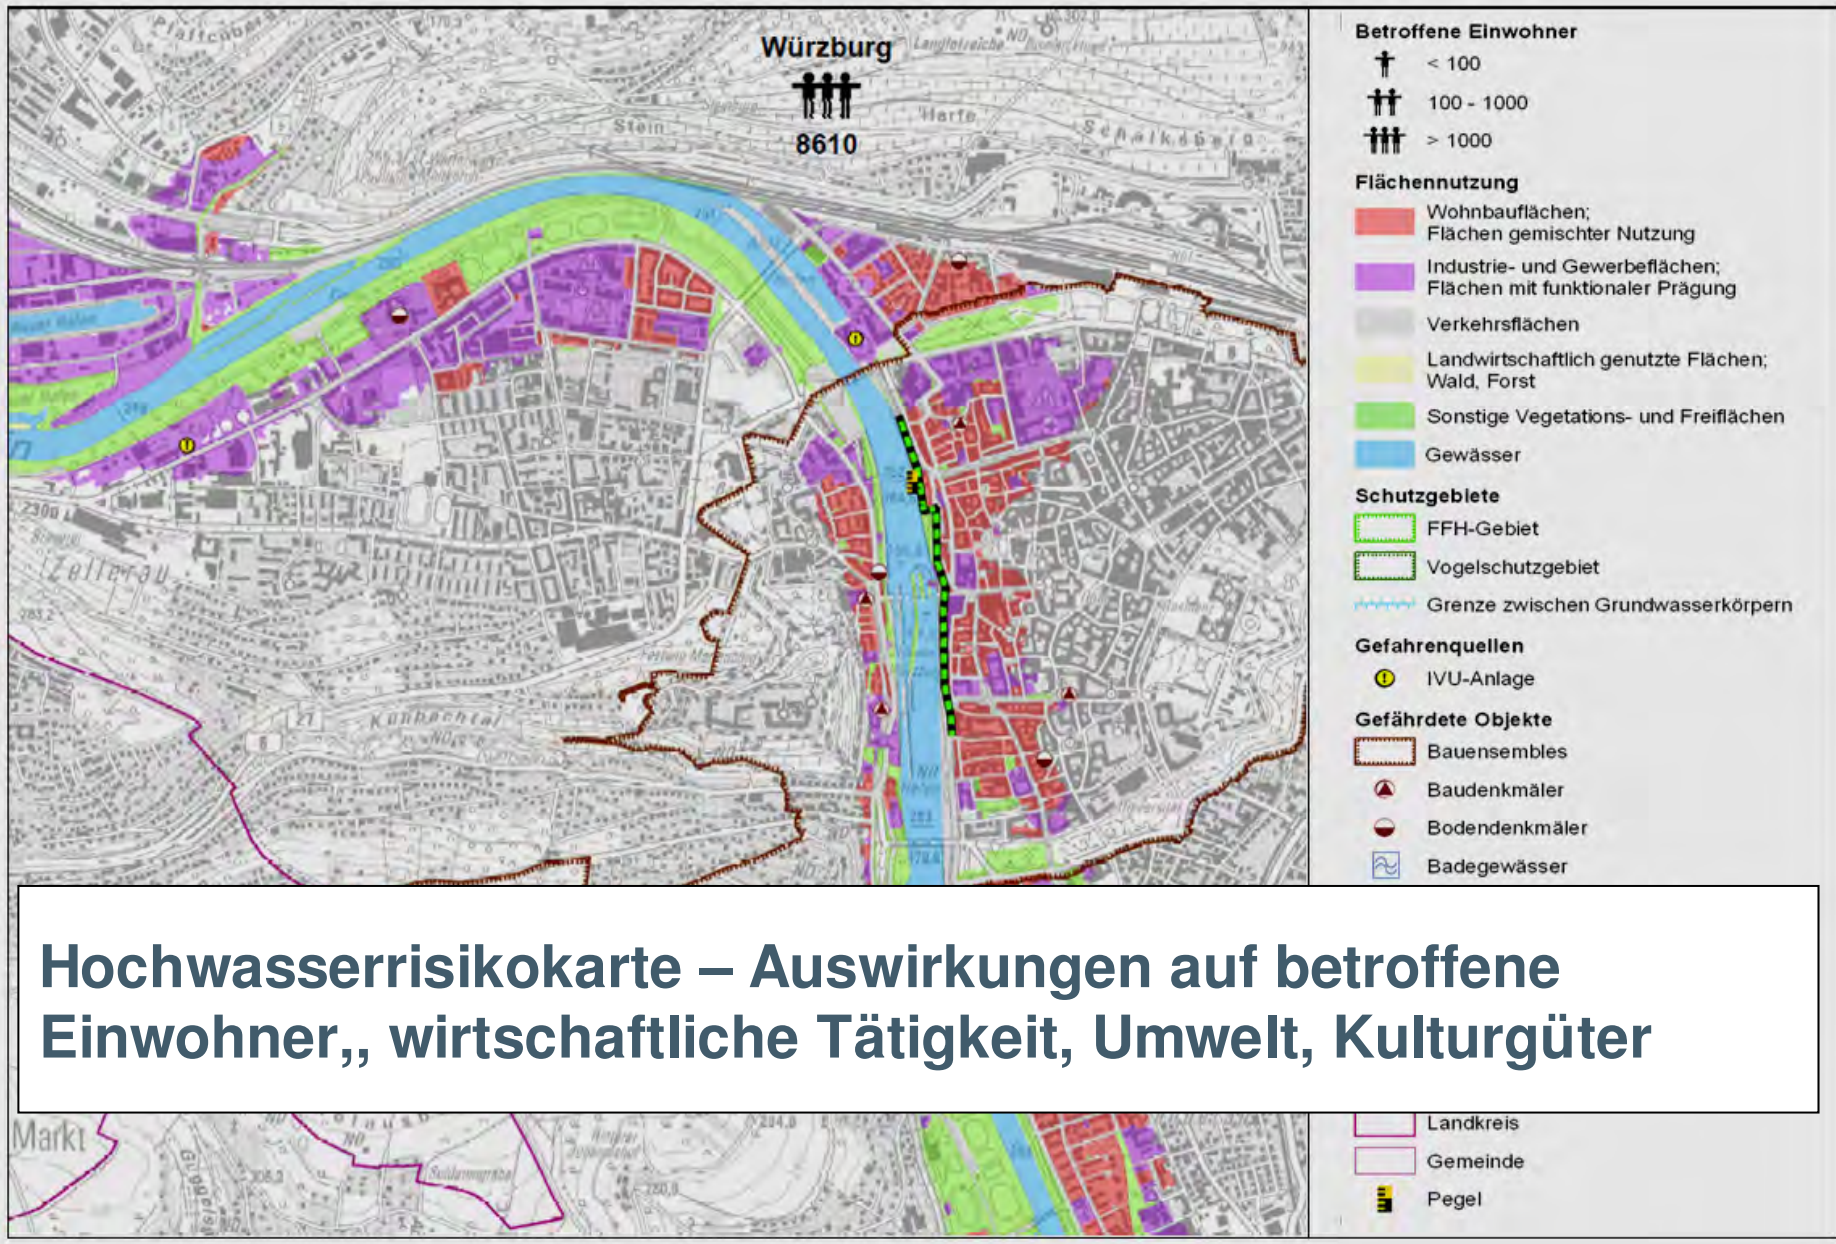 Würzburg
8610
Stein
Harfe
Schalksberg
Zellerau
Kühbachtal
27
8
Markt
Betroffene Einwohner
< 100
100 - 1000
> 1000
Flächennutzung
Wohnbauflächen;
Flächen gemischter Nutzung
Industrie- und Gewerbeflächen;
Flächen mit funktionaler Prägung
Verkehrsflächen
Landwirtschaftlich genutzte Flächen;
Wald, Forst
Sonstige Vegetations- und Freiflächen
Gewässer
Schutzgebiete
FFH-Gebiet
Vogelschutzgebiet
Grenze zwischen Grundwasserkörpern
Gefahrenquellen
IVU-Anlage
Gefährdete Objekte
Bauensembles
Baudenkmäler
Bodendenkmäler
Badegewässer
Hochwasserrisikokarte – Auswirkungen auf betroffene
Einwohner,, wirtschaftliche Tätigkeit, Umwelt, Kulturgüter
Landkreis
Gemeinde
Pegel